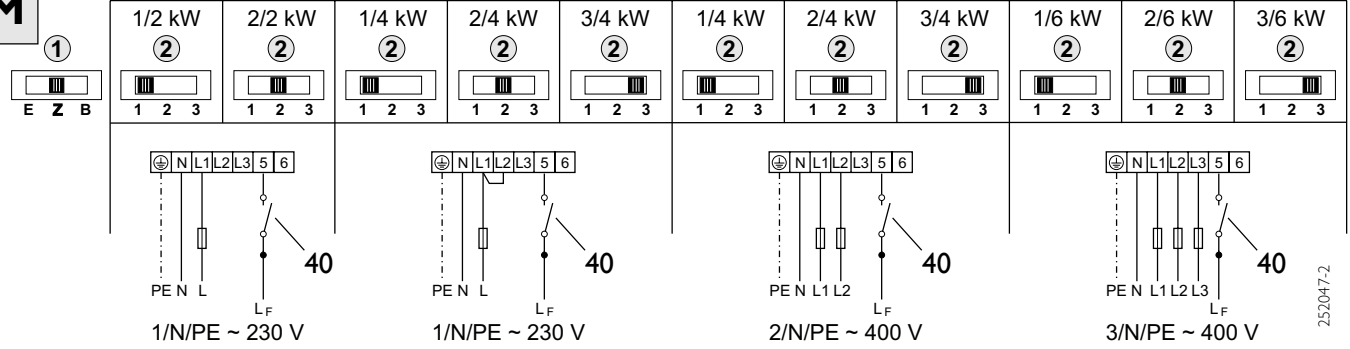 M
1/2 kW 2/2 kW 1/4 kW 2/4 kW 3/4 kW 1/4 kW 2/4 kW 3/4 kW 1/6 kW 2/6 kW 3/6 kW
1 2 2 2 2 2 2 2 2 2 2 2
E Z B 1 2 3 1 2 3 1 2 3 1 2 3 1 2 3 1 2 3 1 2 3 1 2 3 1 2 3 1 2 3 1 2 3
N L1 L2 L3 5 6 N L1 L2 L3 5 6 N L1 L2 L3 5 6 N L1 L2 L3 5 6
40 40 40 40
PE N L PE N L PE N L1 L2 PE N L1 L2 L3
LF LF LF LF
1/N/PE ~ 230 V 1/N/PE ~ 230 V 2/N/PE ~ 400 V 3/N/PE ~ 400 V
252047-2